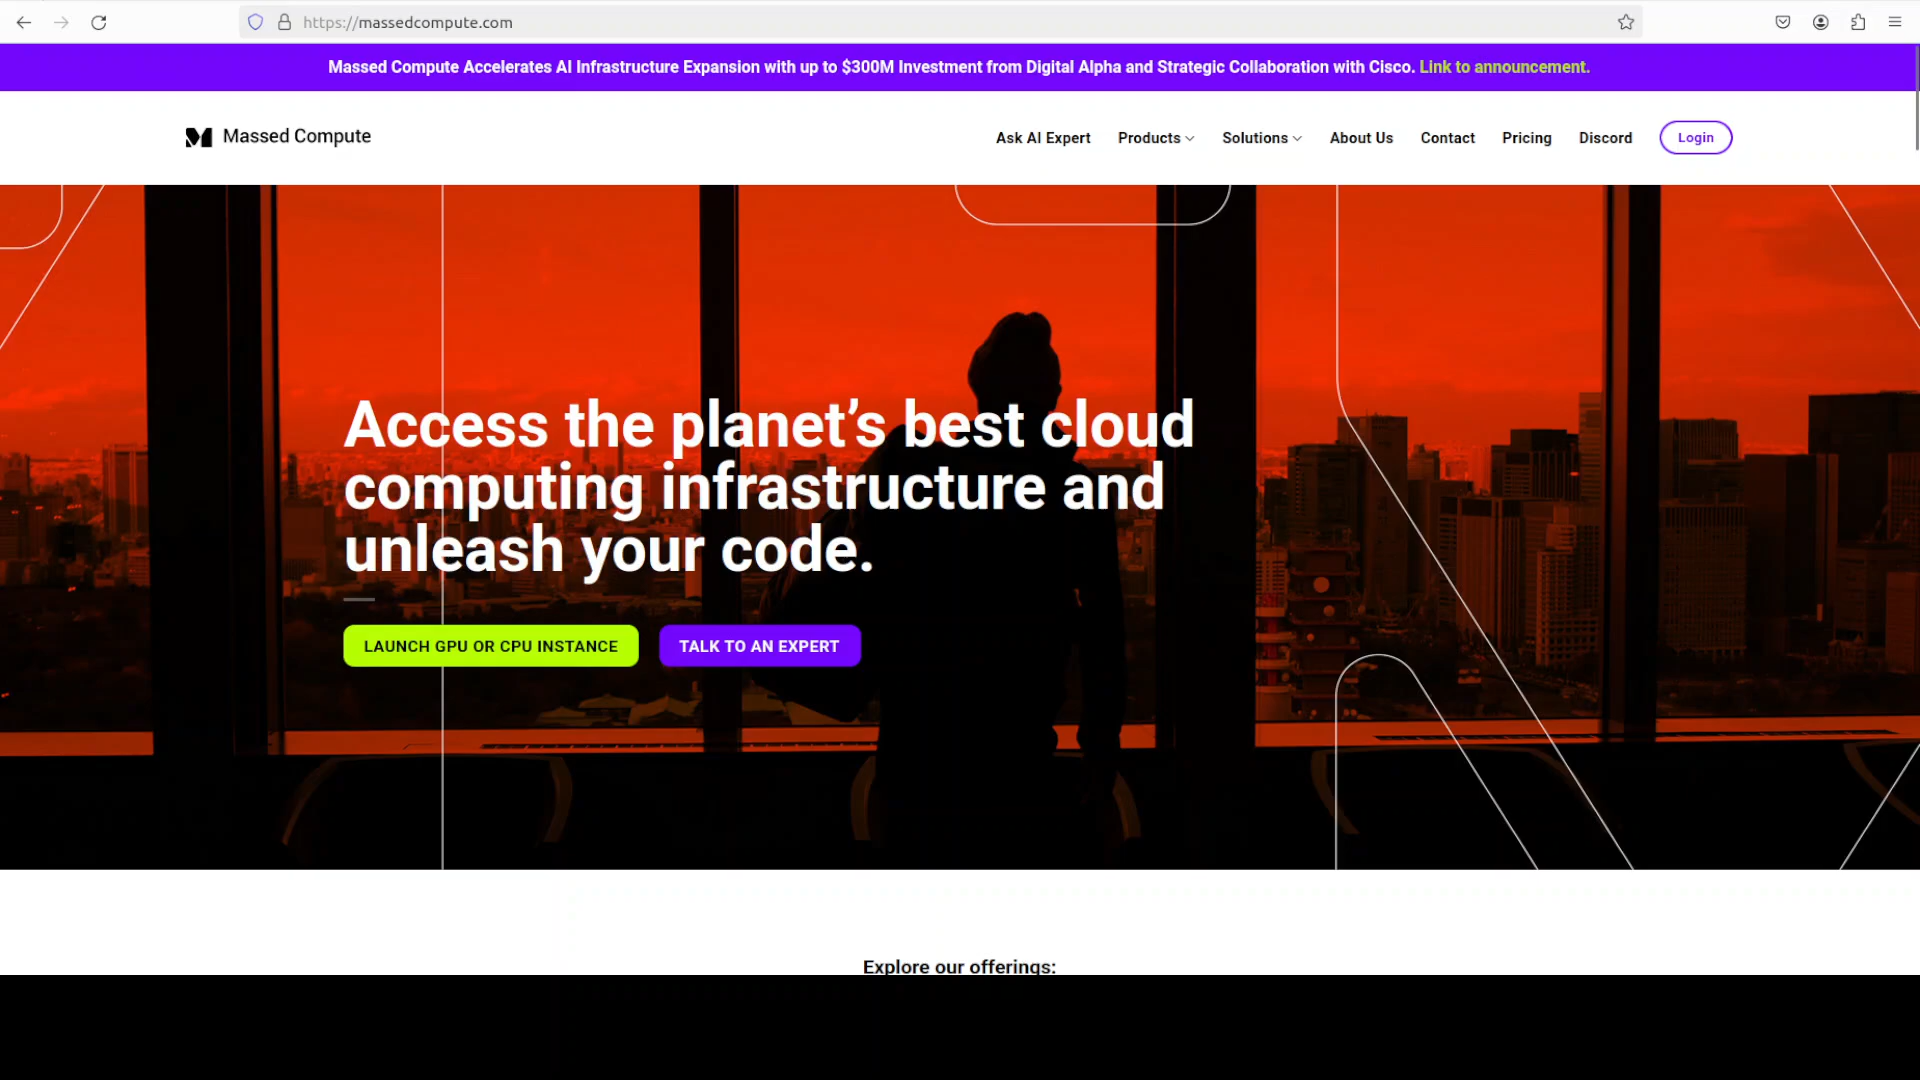 https://massedcompute.com
Massed Compute Accelerates AI Infrastructure Expansion with up to $300M Investment from Digital Alpha and Strategic Collaboration with Cisco. Link to announcement.
Massed Compute
Ask AI Expert Products Solutions About Us Contact Pricing Discord Login
Access the planet’s best cloud
computing infrastructure and
unleash your code.
LAUNCH GPU OR CPU INSTANCE TALK TO AN EXPERT
Explore our offerings: